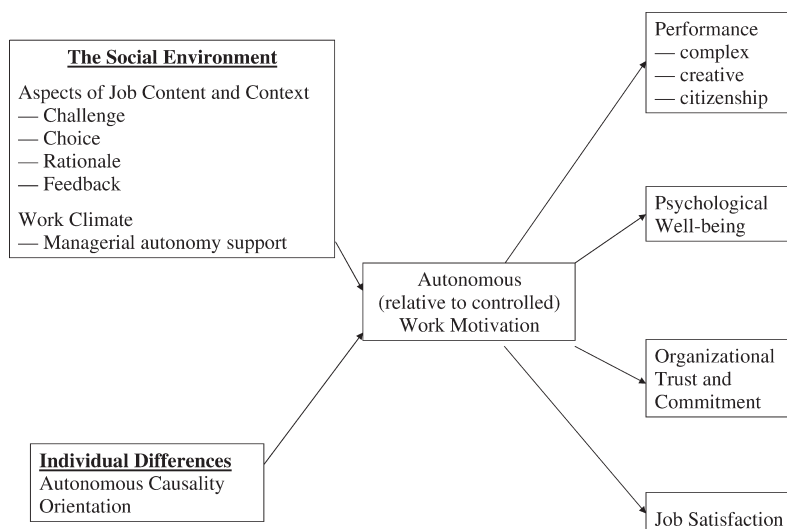 The Social Environment
Aspects of Job Content and Context
— Challenge
— Choice
— Rationale
— Feedback
Work Climate
— Managerial autonomy support
Individual Differences
Autonomous Causality
Orientation
Autonomous
(relative to controlled)
Work Motivation
Performance
— complex
— creative
— citizenship
Psychological
Well-being
Organizational
Trust and
Commitment
Job Satisfaction